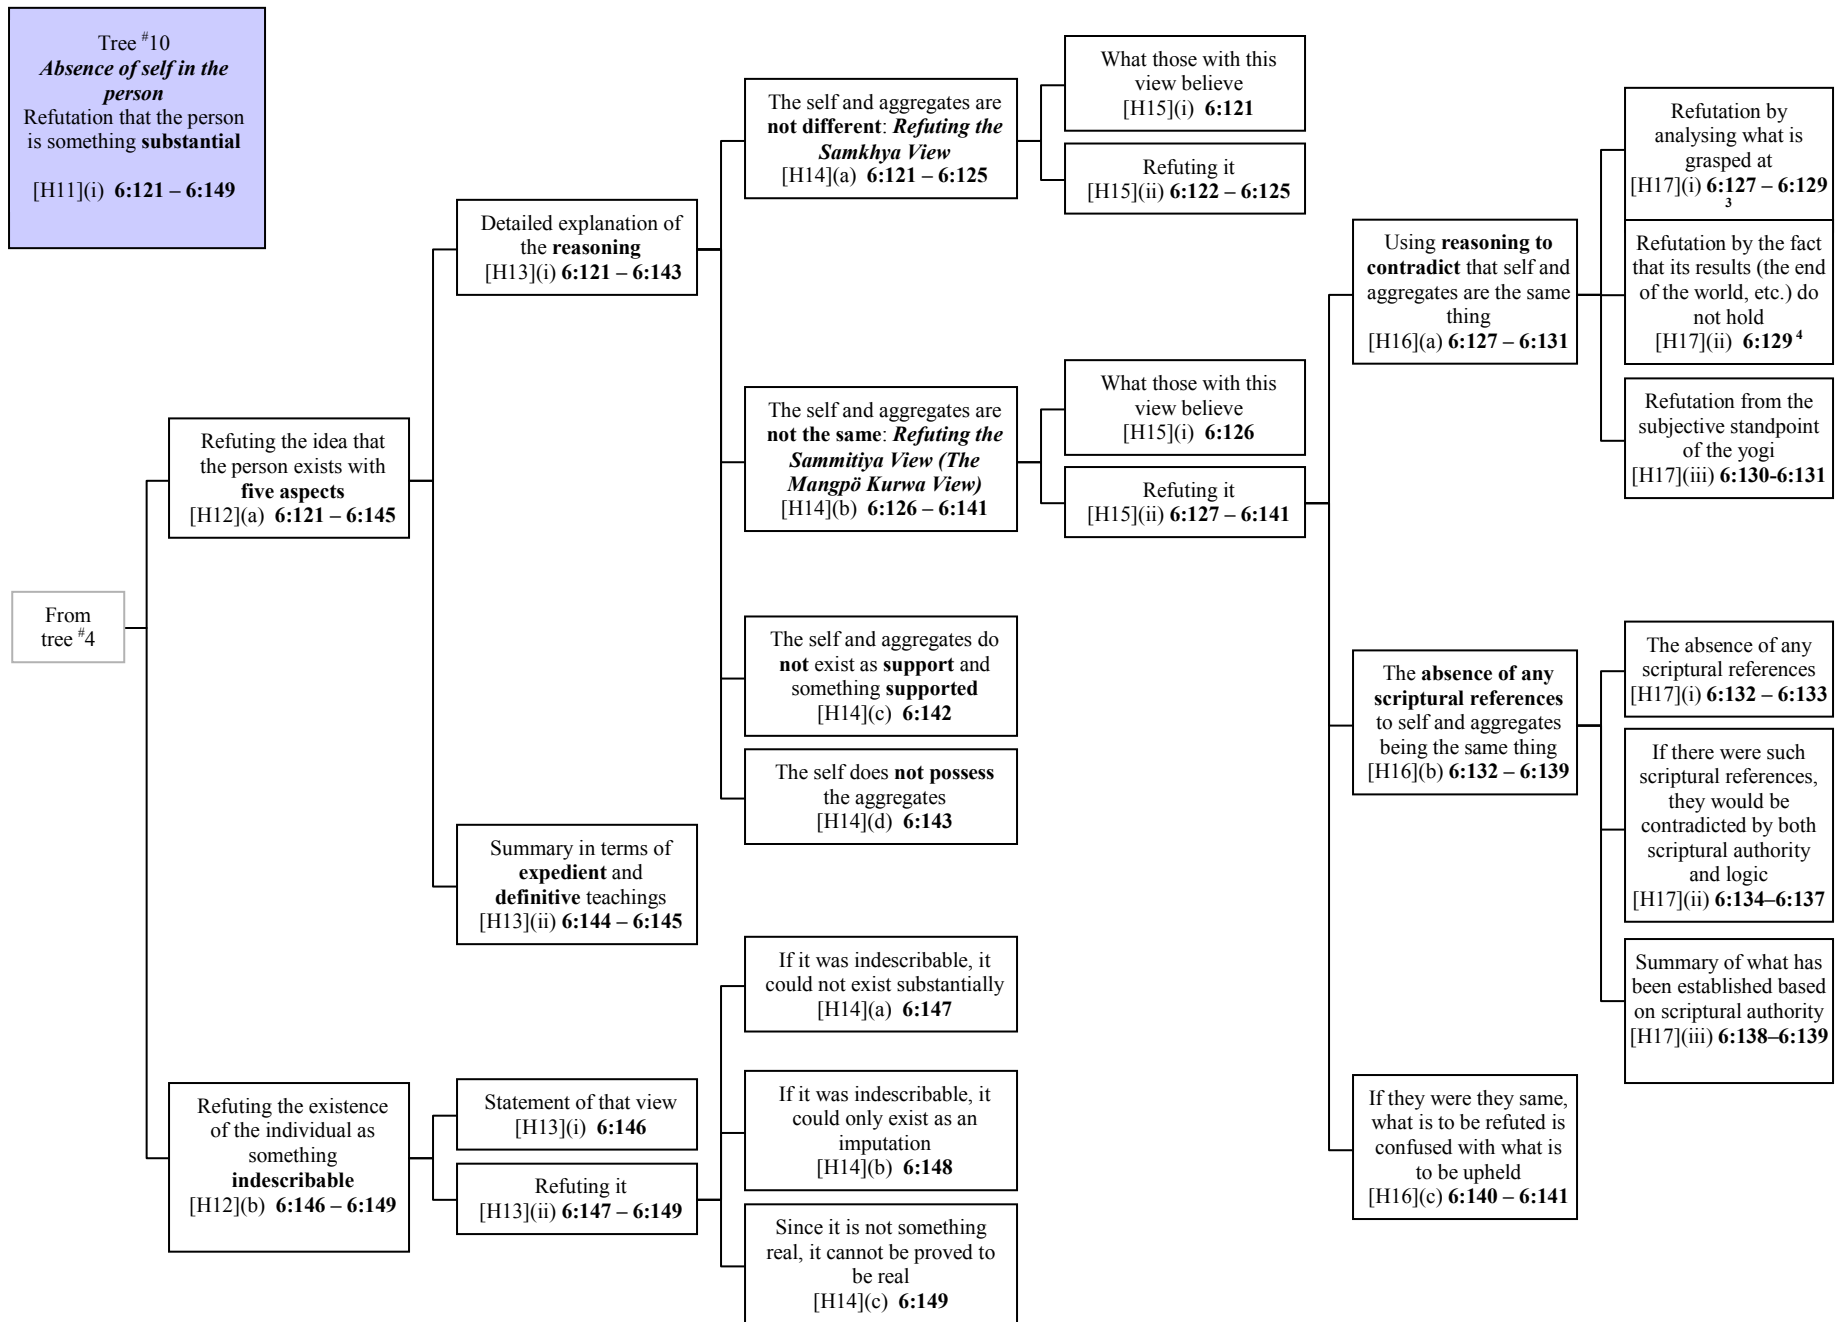 Tree #10
Absence of self in the
person
Refutation that the person
is something substantial
[H11](i) 6:121 – 6:149
From
tree #4
Refuting the idea that
the person exists with
five aspects
[H12](a) 6:121 – 6:145
Refuting the existence
of the individual as
something
indescribable
[H12](b) 6:146 – 6:149
Detailed explanation of
the reasoning
[H13](i) 6:121 – 6:143
Summary in terms of
expedient and
definitive teachings
[H13](ii) 6:144 – 6:145
Statement of that view
[H13](i) 6:146
Refuting it
[H13](ii) 6:147 – 6:149
The self and aggregates are
not different: Refuting the
Samkhya View
[H14](a) 6:121 – 6:125
The self and aggregates are
not the same: Refuting the
Sammitiya View (The
Mangpö Kurwa View)
[H14](b) 6:126 – 6:141
The self and aggregates do
not exist as support and
something supported
[H14](c) 6:142
The self does not possess
the aggregates
[H14](d) 6:143
If it was indescribable, it
could not exist substantially
[H14](a) 6:147
If it was indescribable, it
could only exist as an
imputation
[H14](b) 6:148
Since it is not something
real, it cannot be proved to
be real
[H14](c) 6:149
What those with this
view believe
[H15](i) 6:121
Refuting it
[H15](ii) 6:122 – 6:125
What those with this
view believe
[H15](i) 6:126
Refuting it
[H15](ii) 6:127 – 6:141
Using reasoning to
contradict that self and
aggregates are the same
thing
[H16](a) 6:127 – 6:131
The absence of any
scriptural references
to self and aggregates
being the same thing
[H16](b) 6:132 – 6:139
If they were they same,
what is to be refuted is
confused with what is
to be upheld
[H16](c) 6:140 – 6:141
Refutation by
analysing what is
grasped at
[H17](i) 6:127 – 6:129
3
Refutation by the fact
that its results (the end
of the world, etc.) do
not hold
[H17](ii) 6:129 4
Refutation from the
subjective standpoint
of the yogi
[H17](iii) 6:130-6:131
The absence of any
scriptural references
[H17](i) 6:132 – 6:133
If there were such
scriptural references,
they would be
contradicted by both
scriptural authority
and logic
[H17](ii) 6:134–6:137
Summary of what has
been established based
on scriptural authority
[H17](iii) 6:138–6:139